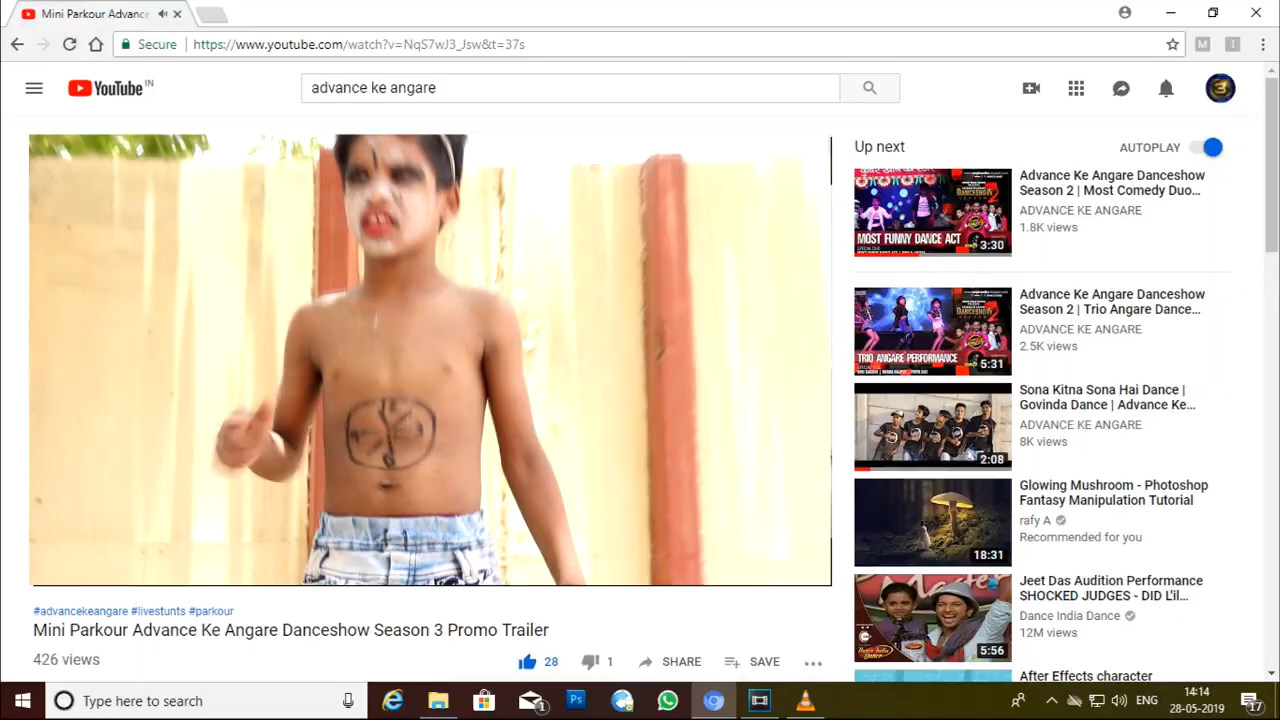 Mini Parkour Advance
Secure
https://www.youtube.com/watch?v=NqS7wJ3_Jsw&t=37s
YouTube IN
advance ke angare
Up next
AUTOPLAY
MOST FUNNY DANCE ACT
3:30
Advance Ke Angare Danceshow
Season 2 | Most Comedy Duo...
ADVANCE KE ANGARE
1.8K views
TRIO ANGARE PERFORMANCE
5:31
Advance Ke Angare Danceshow
Season 2 | Trio Angare Dance...
ADVANCE KE ANGARE
2.5K views
2:08
Sona Kitna Sona Hai Dance |
Govinda Dance | Advance Ke...
ADVANCE KE ANGARE
8K views
18:31
Glowing Mushroom - Photoshop
Fantasy Manipulation Tutorial
rafy A
Recommended for you
5:56
Jeet Das Audition Performance
SHOCKED JUDGES - DID L'il...
Dance India Dance
12M views
After Effects character
#advancekeangare #livestunts #parkour
Mini Parkour Advance Ke Angare Danceshow Season 3 Promo Trailer
426 views
28
1
SHARE
SAVE
Type here to search
ENG
14:14
28-05-2019
17